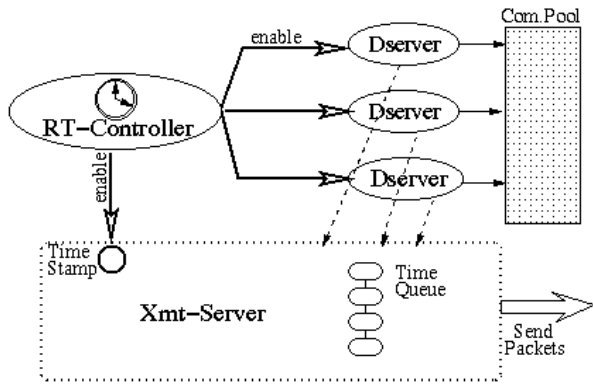 Com.Pool
enable
Dserver
Dserver
RT-Controller
Dserver
enable
Time
Stamp
Time
Queue
Xmt-Server
Send
Packets